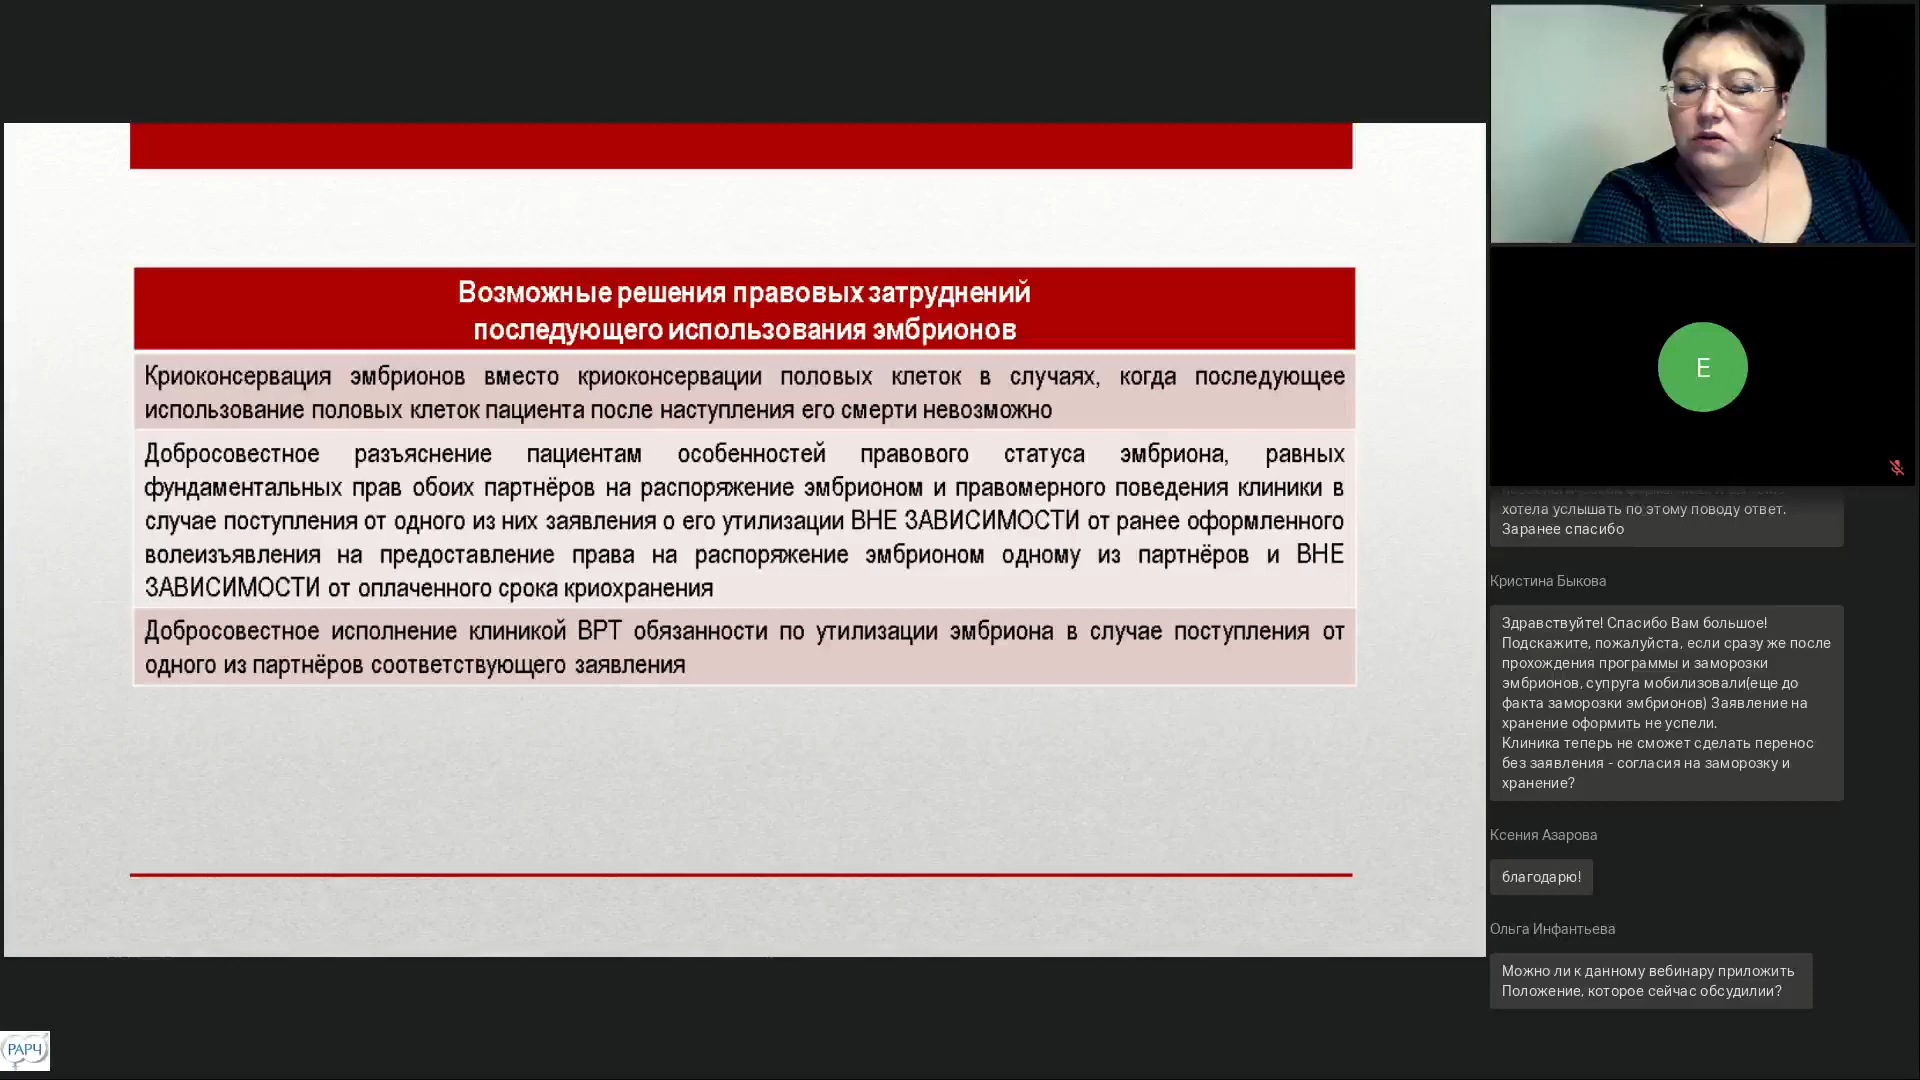 Возможные решения правовых затруднений
последующего использования эмбрионов
Криоконсервация эмбрионов вместо криоконсервации половых клеток в случаях, когда последующее
использование половых клеток пациента после наступления его смерти невозможно
Добросовестное разъяснение пациентам особенностей правового статуса эмбриона, равных
фундаментальных прав обоих партнёров на распоряжение эмбрионом и правомерного поведения клиники в
случае поступления от одного из них заявления о его утилизации ВНЕ ЗАВИСИМОСТИ от ранее оформленного
волеизъявления на предоставление права на распоряжение эмбрионом одному из партнёров и ВНЕ
ЗАВИСИМОСТИ от оплаченного срока криохранения
Добросовестное исполнение клиникой ВРТ обязанности по утилизации эмбриона в случае поступления от
одного из партнёров соответствующего заявления
РАРЧ
Е
хотела услышать по этому поводу ответ.
Заранее спасибо
Кристина Быкова
Здравствуйте! Спасибо Вам большое!
Подскажите, пожалуйста, если сразу же после
прохождения программы и заморозки
эмбрионов, супруга мобилизовали(еще до
факта заморозки эмбрионов) Заявление на
хранение оформить не успели.
Клиника теперь не сможет сделать перенос
без заявления - согласия на заморозку и
хранение?
Ксения Азарова
благодарю!
Ольга Инфантьева
Можно ли к данному вебинару приложить
Положение, которое сейчас обсудилии?